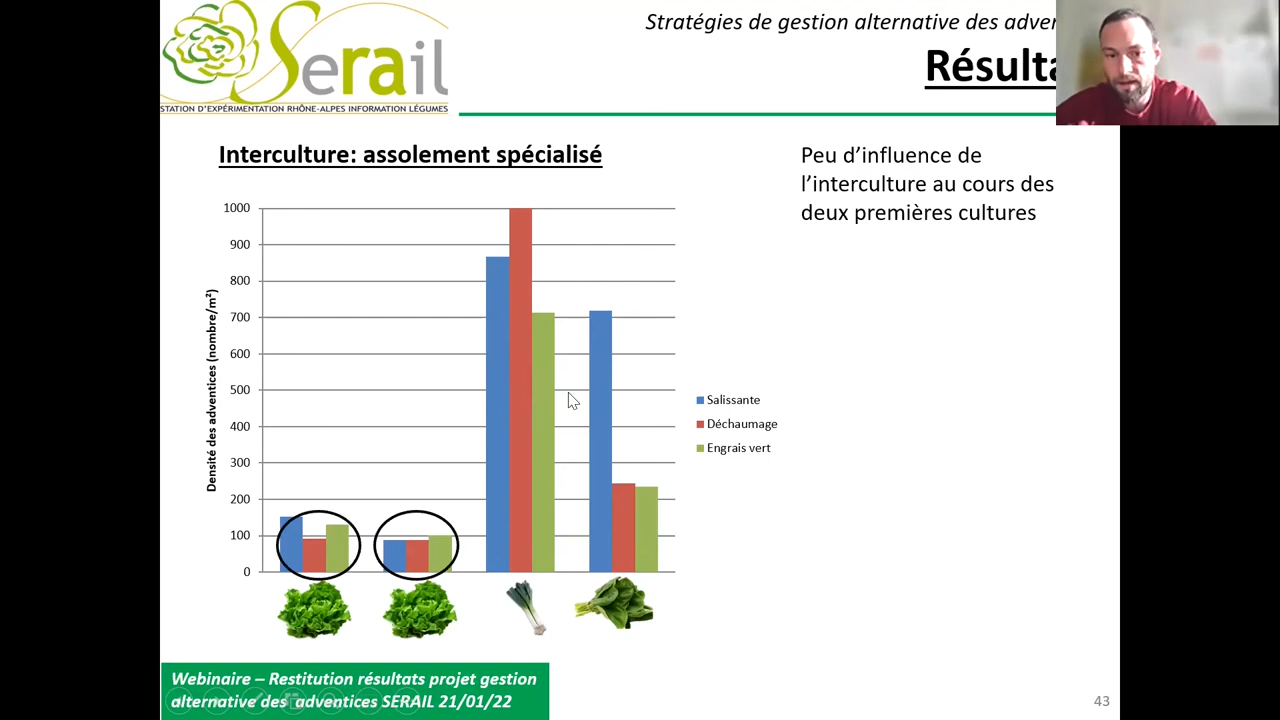 Serail
STATION D'EXPÉRIMENTATION RHÔNE-ALPES INFORMATION LÉGUMES
Stratégies de gestion alternative des
Interculture: assolement spécialisé
Peu d'influence de
l'interculture au cours des
deux premières cultures
1000
900
800
700
600
500
400
300
200
100
0
Densité des adventices (nombre/m²)
Salissante
Déchaumage
Engrais vert
Webinaire – Restitution résultats projet gestion
alternative des adventices SERAIL 21/01/22
43